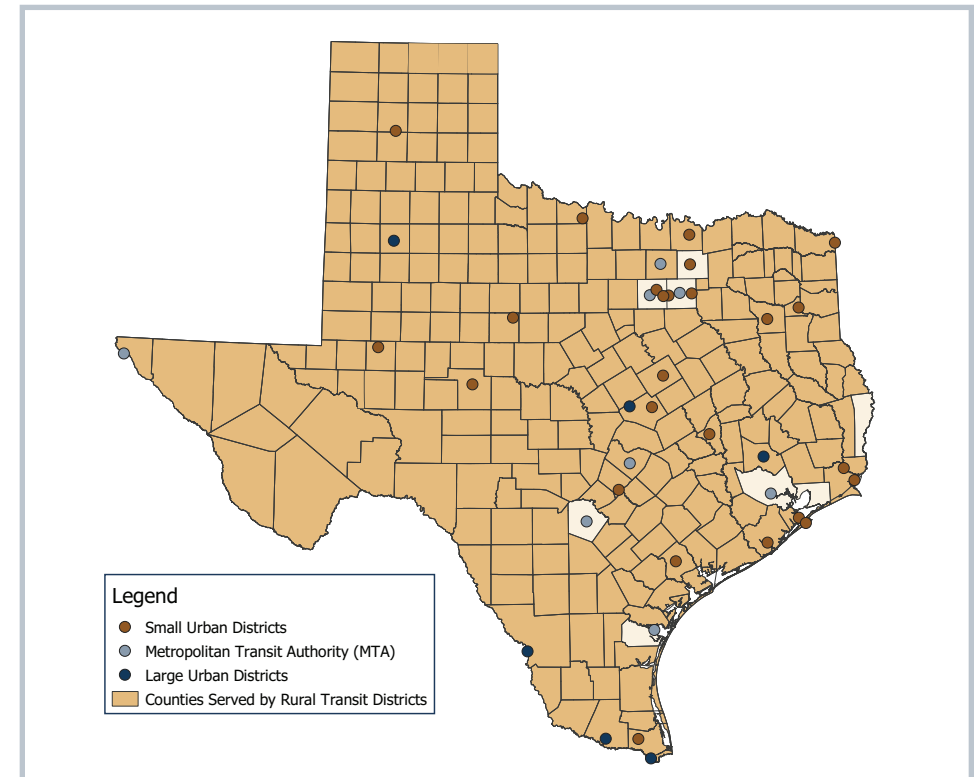 Legend
Small Urban Districts
Metropolitan Transit Authority (MTA)
Large Urban Districts
Counties Served by Rural Transit Districts